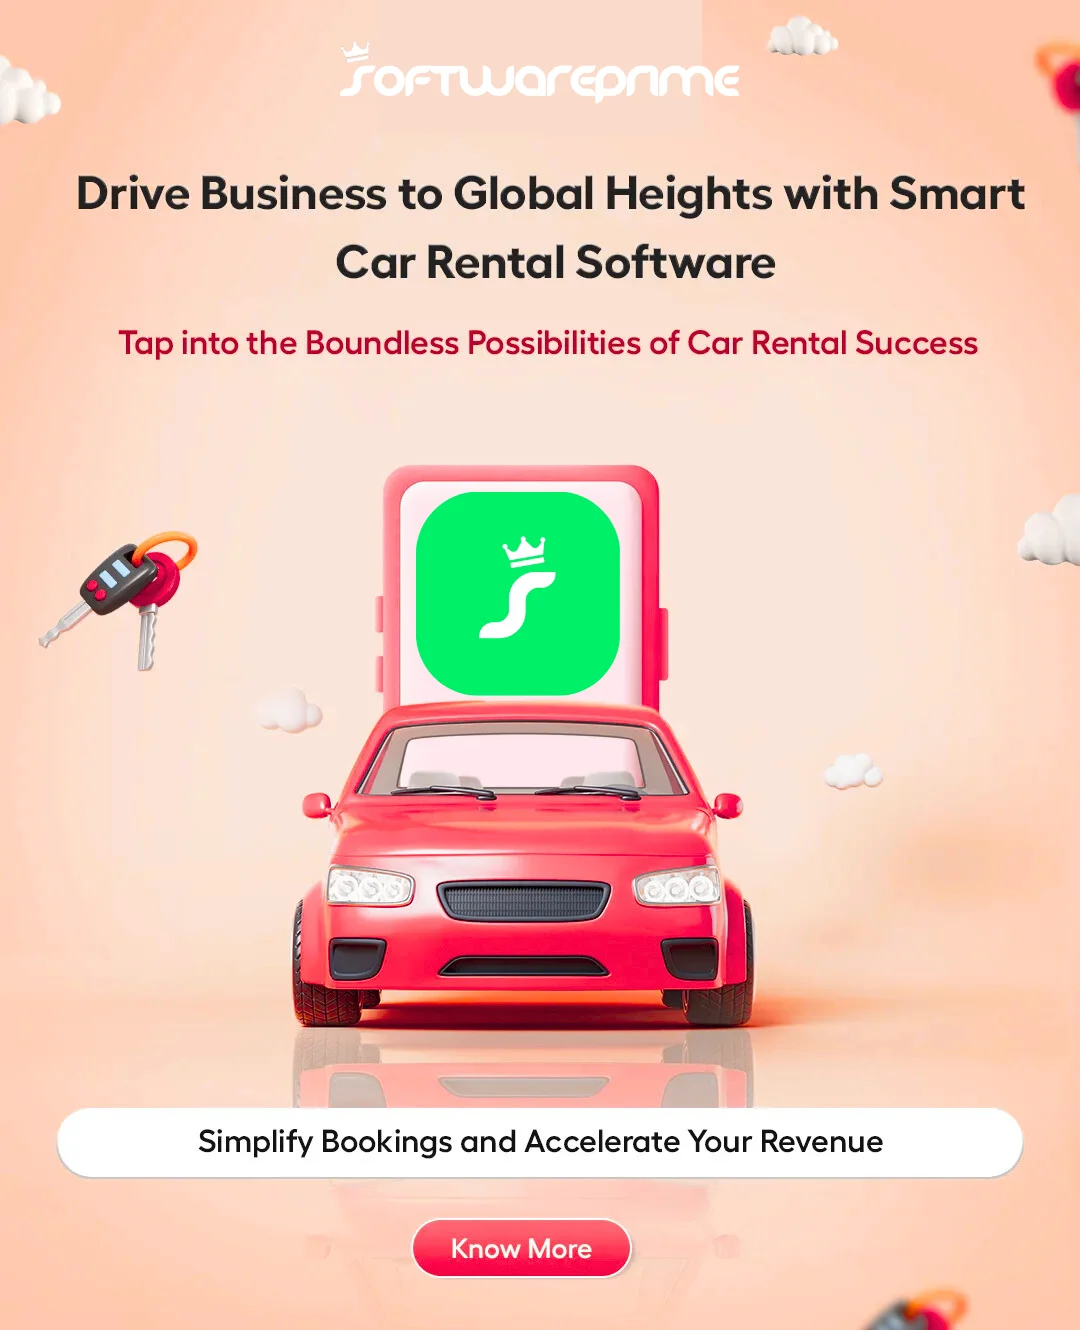 softwareprime
Drive Business to Global Heights with Smart
Car Rental Software
Tap into the Boundless Possibilities of Car Rental Success
S
Simplify Bookings and Accelerate Your Revenue
Know More